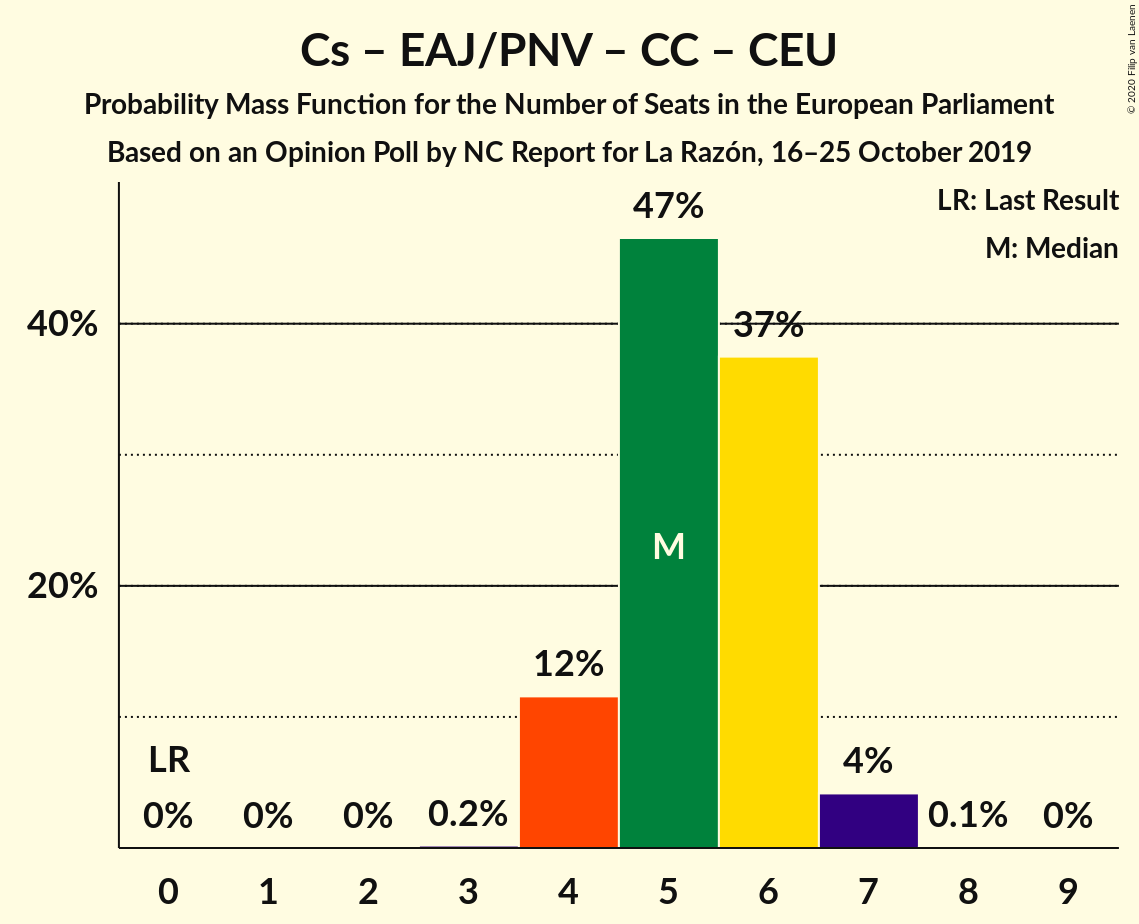 Cs – EAJ/PNV – CC – CEU
Probability Mass Function for the Number of Seats in the European Parliament
Based on an Opinion Poll by NC Report for La Razón, 16–25 October 2019
© 2020 Filip van Laenen
LR: Last Result
M: Median
47%
40%
37%
M
20%
12%
LR
4%
0%
0%
0%
0.2%
0.1%
0%
0 1 2 3 4 5 6 7 8 9